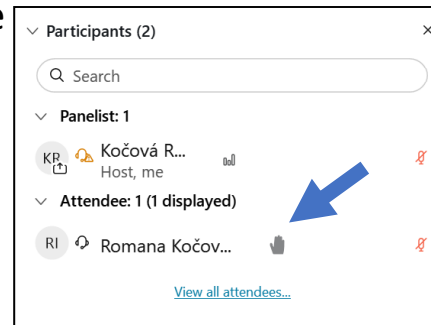 e
Participants (2)
Search
Panelist: 1
KR
Kočová R...
Host, me
Attendee: 1 (1 displayed)
RI
Romana Kočov...
View all attendees...